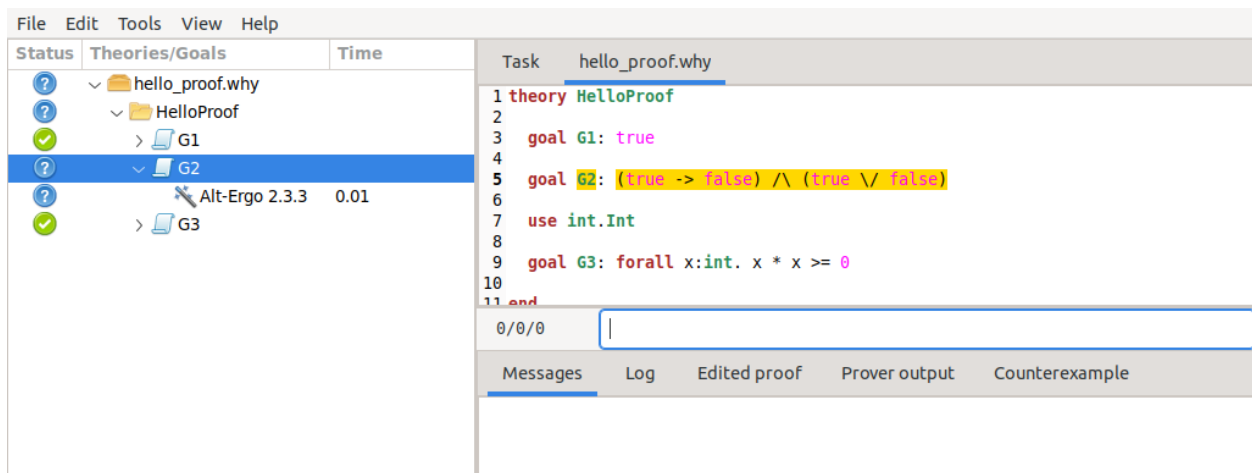 File Edit Tools View Help
Status Theories/Goals Time
hello_proof.why
HelloProof
G1
G2
Alt-Ergo 2.3.3 0.01
G3
Task hello_proof.why
1 theory HelloProof
2
3 goal G1: true
4
5 goal G2: (true -> false) /\ (true \/ false)
6
7 use int.Int
8
9 goal G3: forall x:int. x * x >= 0
10
11 end
0/0/0
Messages Log Edited proof Prover output Counterexample